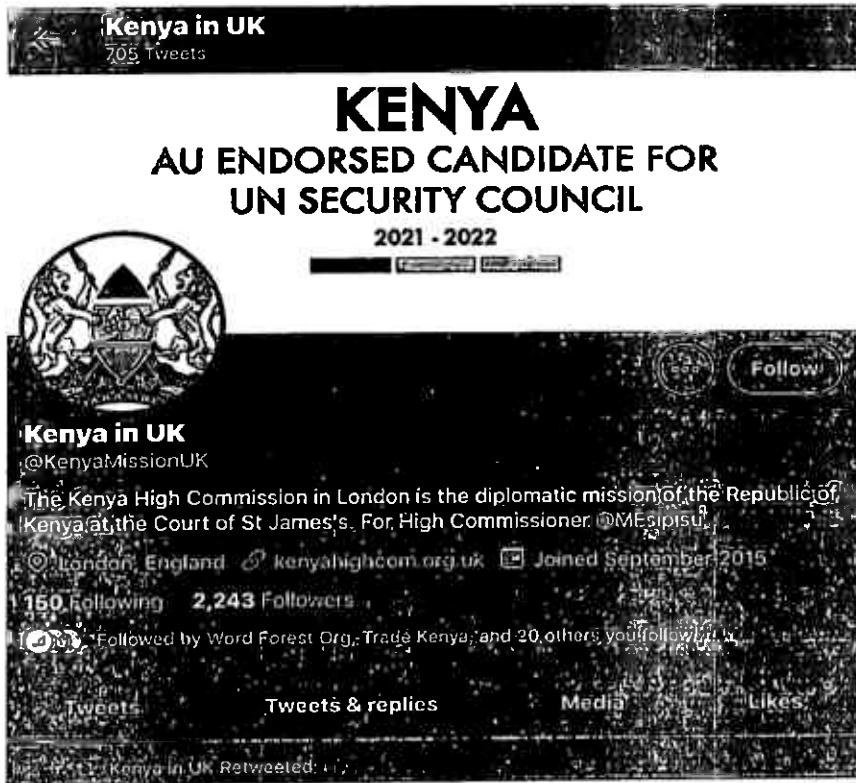 Kenya in UK
705 Tweets
KENYA
AU ENDORSED CANDIDATE FOR
UN SECURITY COUNCIL
2021 - 2022
Follow
Kenya in UK
@KenyaMissionUK
The Kenya High Commission in London is the diplomatic mission of the Republic of
Kenya at the Court of St James's. For High Commissioner @MEsipisu
London, England kenyahighcom.org.uk Joined September 2015
160 Following 2,243 Followers
Followed by Word Forest Org, Trade Kenya, and 20 others you follow
Tweets Tweets & replies Media Likes
Kenya in UK Retweeted